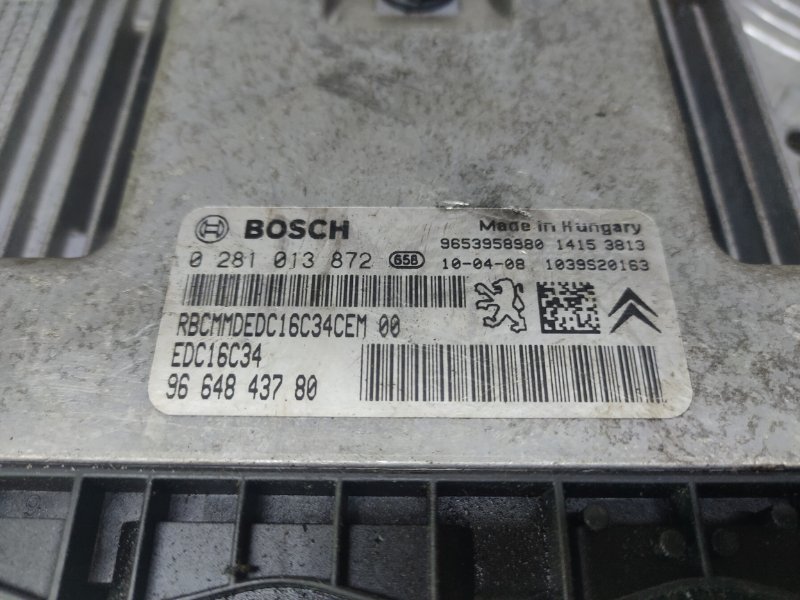 BOSCH
Made in Hungary
9653958980 1415 3813
0 281 013 872 656 10-04-08 1039S20163
RBCMMDEDC16C34CEM 00
EDC16C34
96 648 437 80